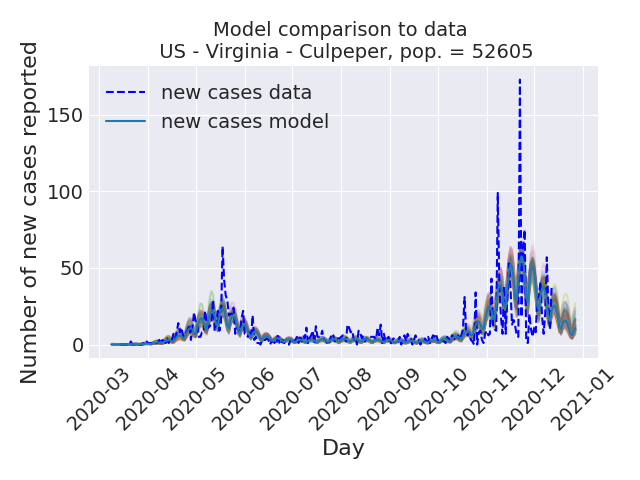 Model comparison to data
US - Virginia - Culpeper, pop. = 52605
Number of new cases reported
150
100
50
0
new cases data
new cases model
2020-03
2020-04
2020-05
2020-06
2020-07
2020-08
2020-09
2020-10
2020-11
2020-12
2021-01
Day